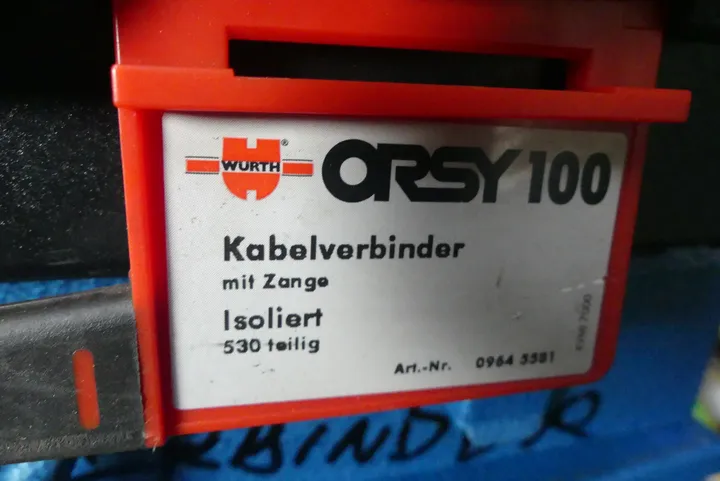 WÜRTH® ORSY 100
Kabelverbinder
mit Zange
Isoliert
530 teilig
Art.-Nr. 0964 5581